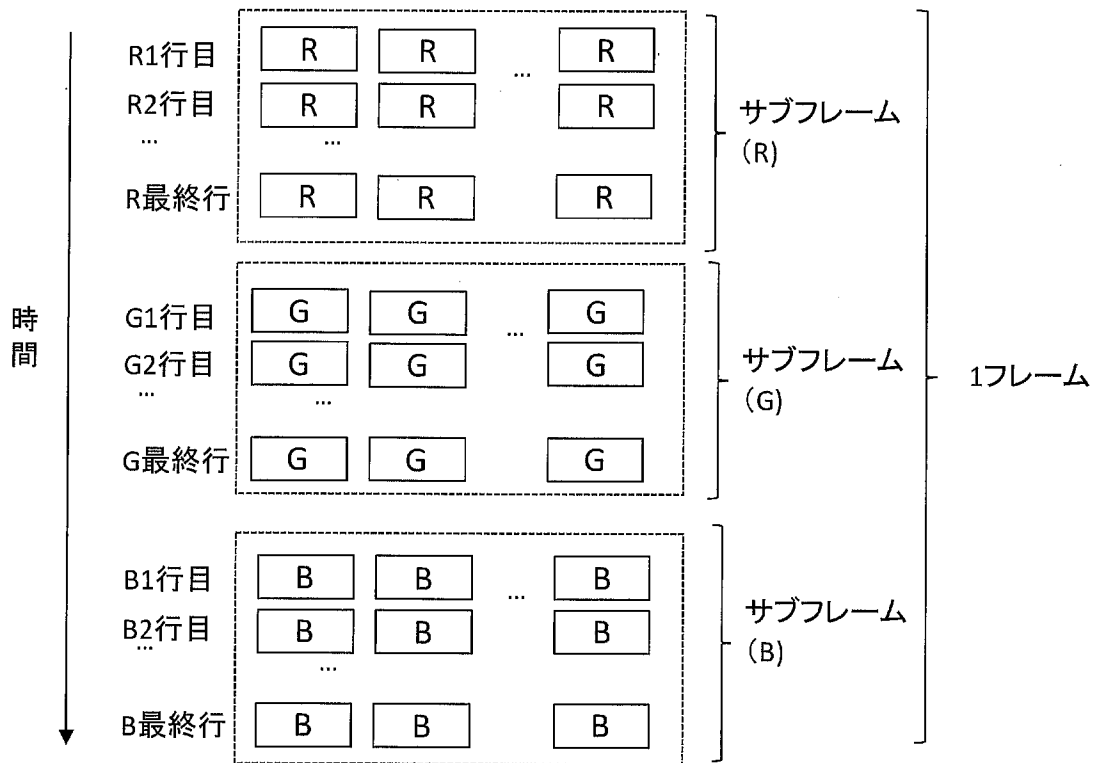 時間
R1行目 R R ... R
R2行目 R R R
... ...
R最終行 R R R
サブフレーム
(R)
G1行目 G G ... G
G2行目 G G G
... ...
G最終行 G G G
サブフレーム
(G)
1フレーム
B1行目 B B ... B
B2行目 B B B
... ...
B最終行 B B B
サブフレーム
(B)